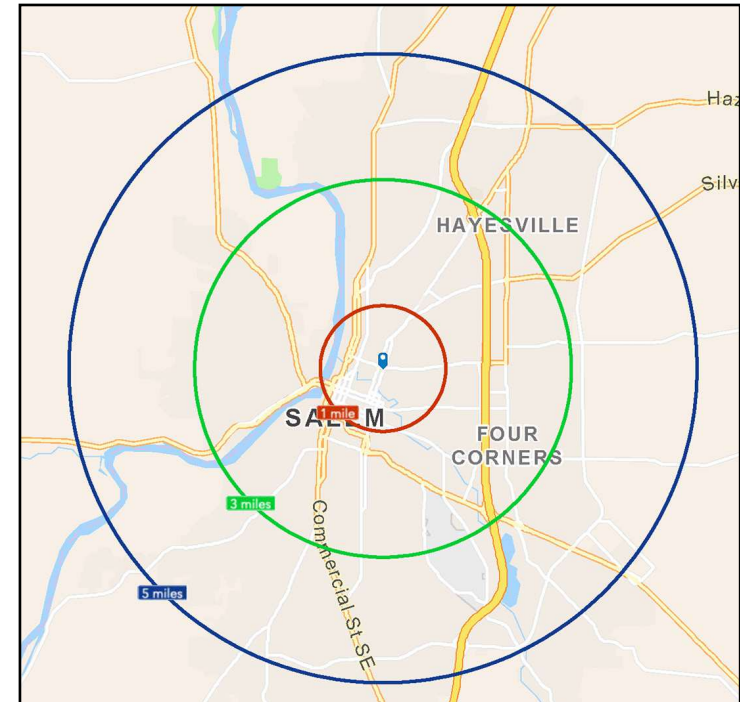 Haz
Silv
HAYESVILLE
SALEM
1 mile
FOUR
CORNERS
3 miles
Commercial St SE
5 miles